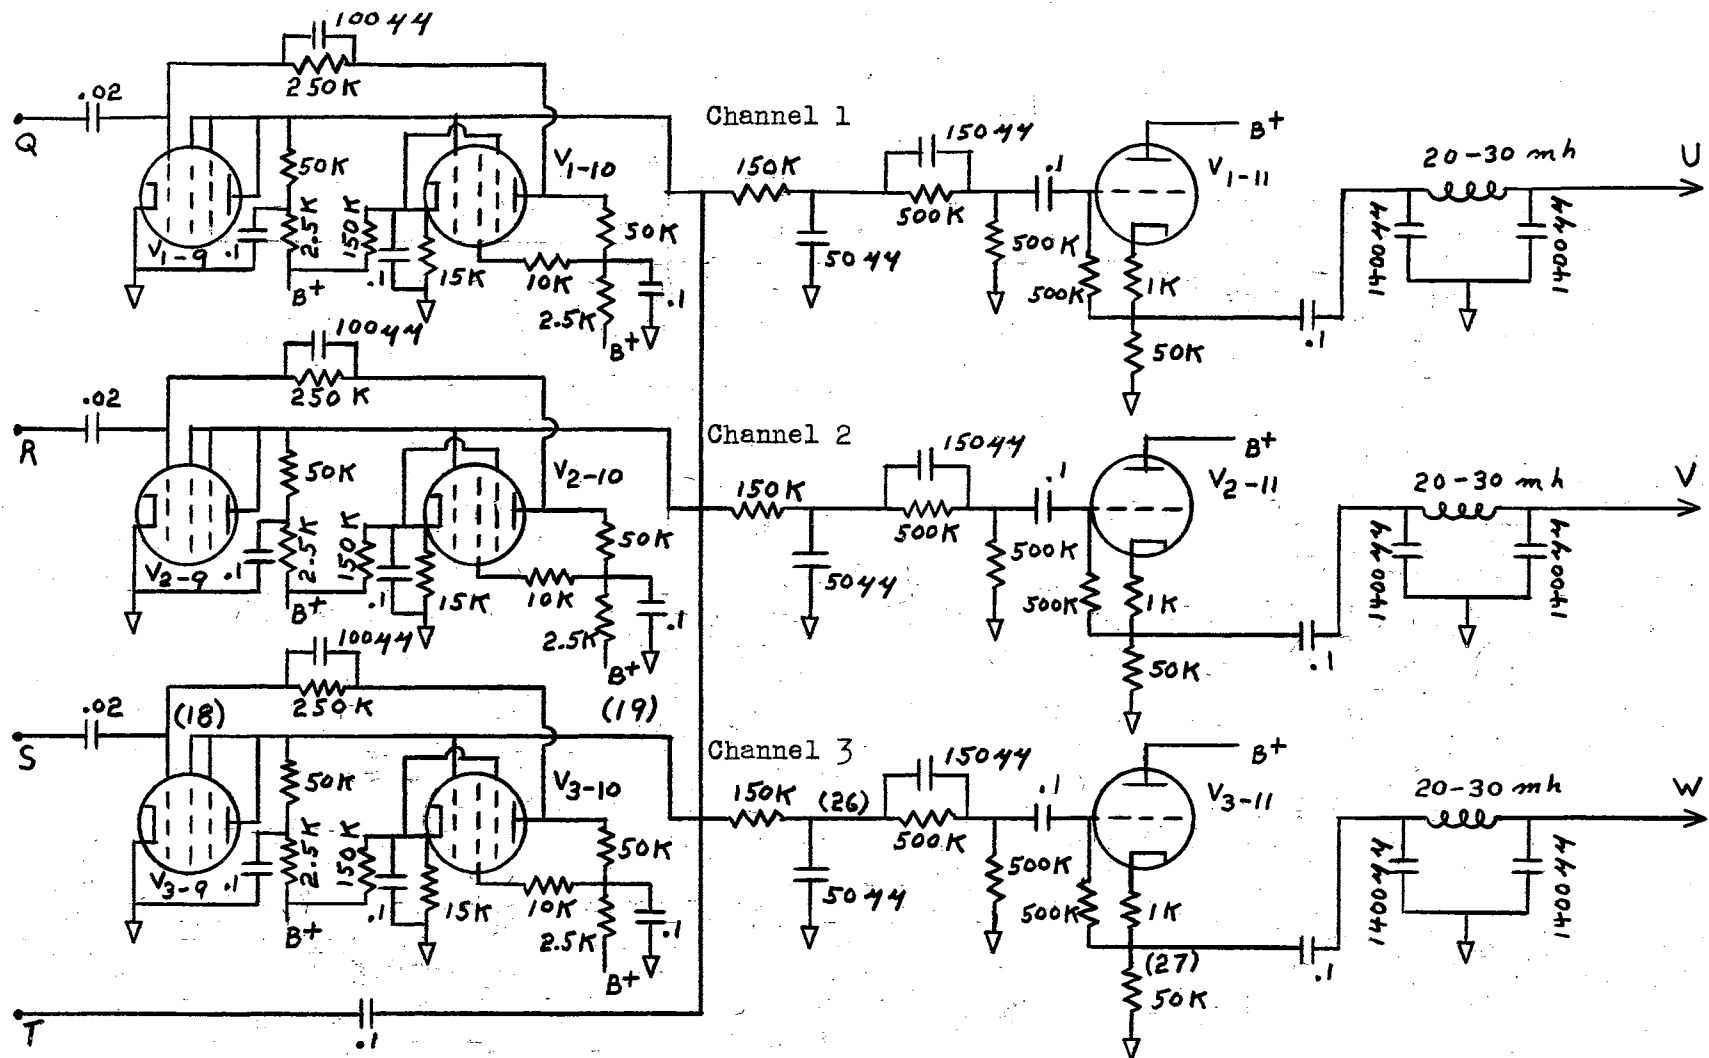 100μμ
250K
.02
Q
50K
2.5K
.1
V1-9
B+
150K
.1
15K
V1-10
50K
10K
2.5K
.1
B+
Channel 1
150K
50μμ
150μμ
500K
500K
.1
V1-11
B+
500K
1K
50K
.1
20-30 mh
1400μμ
1400μμ
U
100μμ
250K
.02
R
50K
2.5K
.1
V2-9
B+
150K
.1
15K
V2-10
50K
10K
2.5K
.1
B+
Channel 2
150K
50μμ
150μμ
500K
500K
.1
V2-11
B+
500K
1K
50K
.1
20-30 mh
1400μμ
1400μμ
V
100μμ
250K
.02
(18)
(19)
S
50K
2.5K
.1
V3-9
B+
150K
.1
15K
V3-10
50K
10K
2.5K
.1
B+
Channel 3
150K
(26)
50μμ
150μμ
500K
500K
.1
V3-11
B+
500K
1K
(27)
50K
.1
20-30 mh
1400μμ
1400μμ
W
T
.1